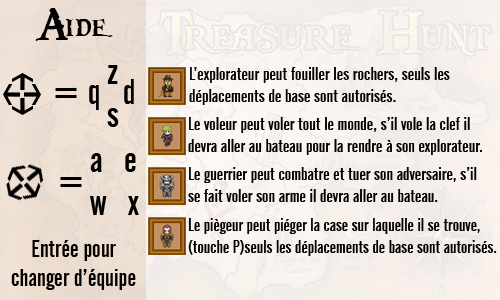 Aide
Treasure Hunt
= q z d
s
= a e
w x
Entrée pour
changer d'équipe
L'explorateur peut fouiller les rochers, seuls les
déplacements de base sont autorisés.
Le voleur peut voler tout le monde, s'il vole la clef il
devra aller au bateau pour la rendre à son explorateur.
Le guerrier peut combatre et tuer son adversaire, s'il
se fait voler son arme il devra aller au bateau.
Le piègeur peut piéger la case sur laquelle il se trouve,
(touche P)seuls les déplacements de base sont autorisés.